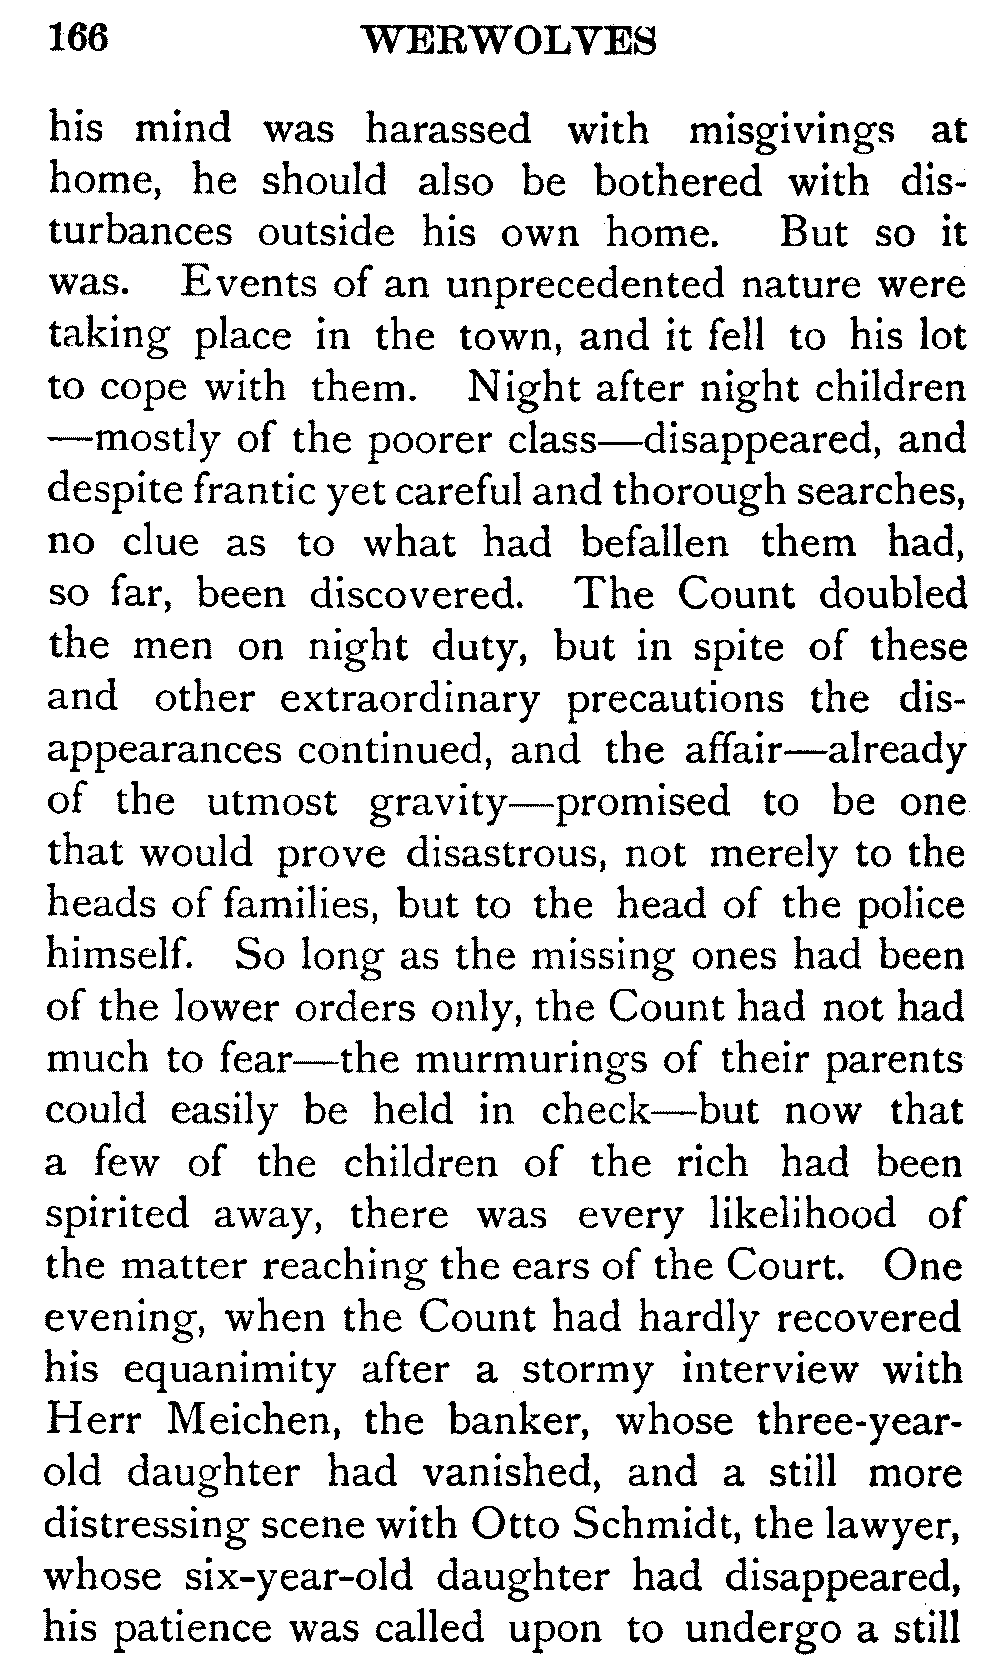 166 WERWOLVES
his mind was harassed with misgivings at
home, he should also be bothered with dis-
turbances outside his own home. But so it
was. Events of an unprecedented nature were
taking place in the town, and it fell to his lot
to cope with them. Night after night children
—mostly of the poorer class—disappeared, and
despite frantic yet careful and thorough searches,
no clue as to what had befallen them had,
so far, been discovered. The Count doubled
the men on night duty, but in spite of these
and other extraordinary precautions the dis-
appearances continued, and the affair—already
of the utmost gravity—promised to be one
that would prove disastrous, not merely to the
heads of families, but to the head of the police
himself. So long as the missing ones had been
of the lower orders only, the Count had not had
much to fear—the murmurings of their parents
could easily be held in check—but now that
a few of the children of the rich had been
spirited away, there was every likelihood of
the matter reaching the ears of the Court. One
evening, when the Count had hardly recovered
his equanimity after a stormy interview with
Herr Meichen, the banker, whose three-year-
old daughter had vanished, and a still more
distressing scene with Otto Schmidt, the lawyer,
whose six-year-old daughter had disappeared,
his patience was called upon to undergo a still